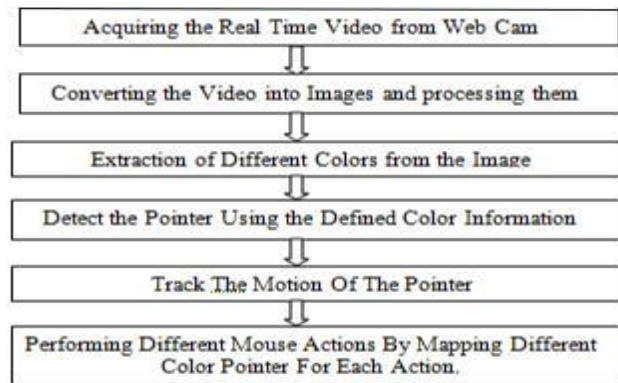 Acquiring the Real Time Video from Web Cam
Converting the Video into Images and processing them
Extraction of Different Colors from the Image
Detect the Pointer Using the Defined Color Information
Track The Motion Of The Pointer
Performing Different Mouse Actions By Mapping Different
Color Pointer For Each Action.